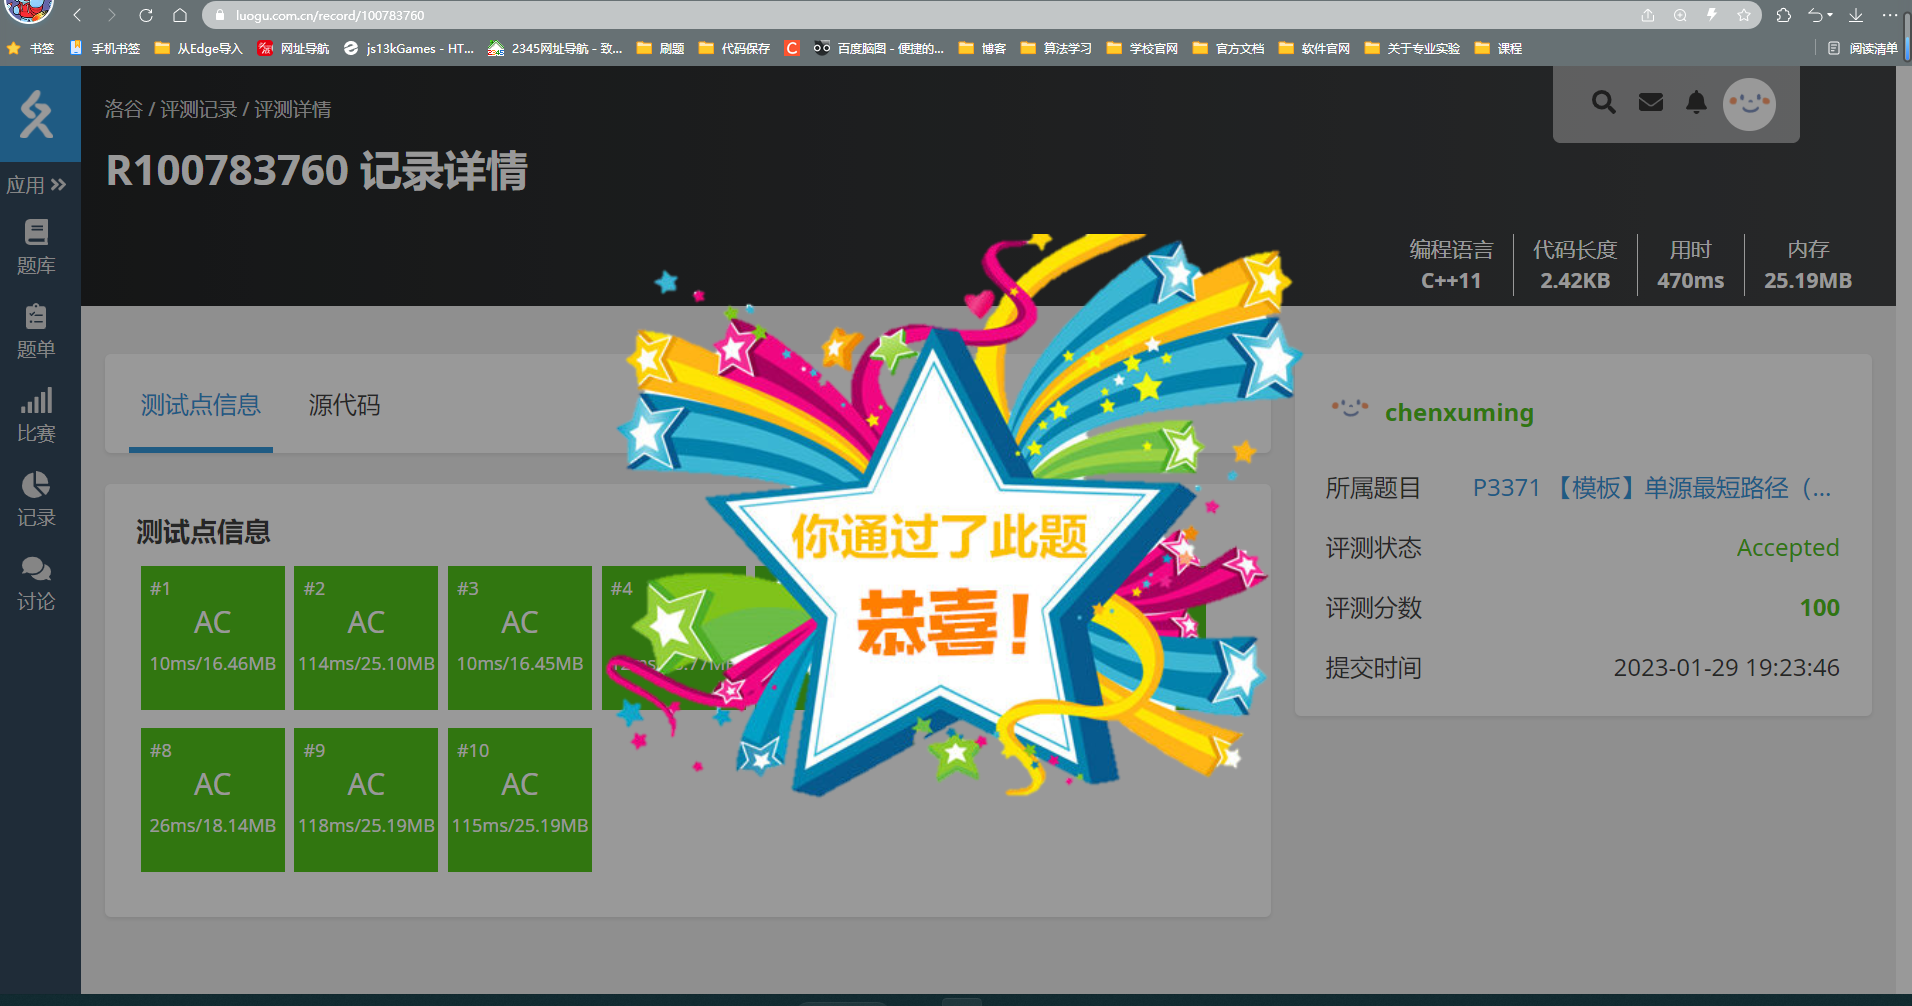 luogu.com.cn/record/100783760
书签 手机书签 从Edge导入 网址导航 js13kGames - HT... 2345网址导航 - 致... 刷题 代码保存 百度脑图 - 便捷的... 博客 算法学习 学校官网 官方文档 软件官网 关于专业实验 课程 阅读清单
洛谷 / 评测记录 / 评测详情
R100783760 记录详情
应用
题库
题单
比赛
记录
讨论
编程语言 代码长度 用时 内存
C++11 2.42KB 470ms 25.19MB
测试点信息 源代码
chenxuming
所属题目 P3371 【模板】单源最短路径（...
评测状态 Accepted
评测分数 100
提交时间 2023-01-29 19:23:46
你通过了此题
恭喜！
测试点信息
#1 #2 #3 #4
AC AC AC
10ms/16.46MB 114ms/25.10MB 10ms/16.45MB
#8 #9 #10
AC AC AC
26ms/18.14MB 118ms/25.19MB 115ms/25.19MB